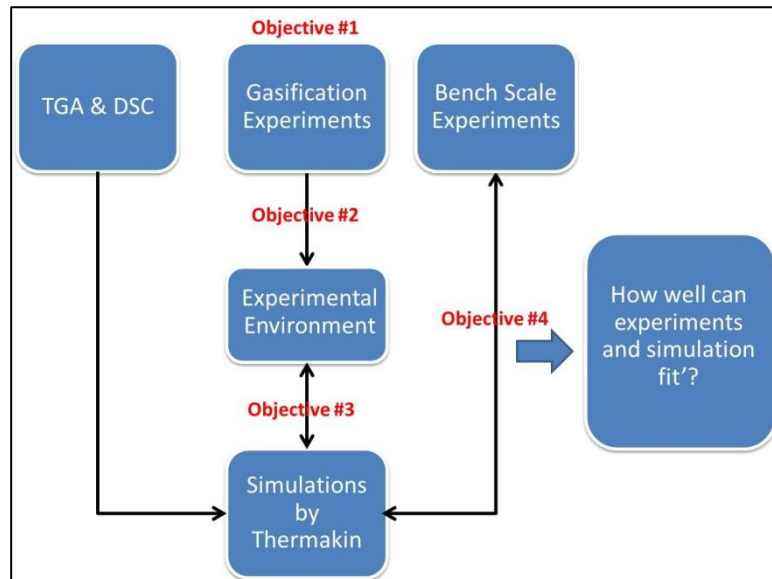 Objective #1
TGA & DSC
Gasification
Experiments
Bench Scale
Experiments
Objective #2
Experimental
Environment
Objective #4
How well can
experiments
and simulation
fit’?
Objective #3
Simulations
by
Thermakin